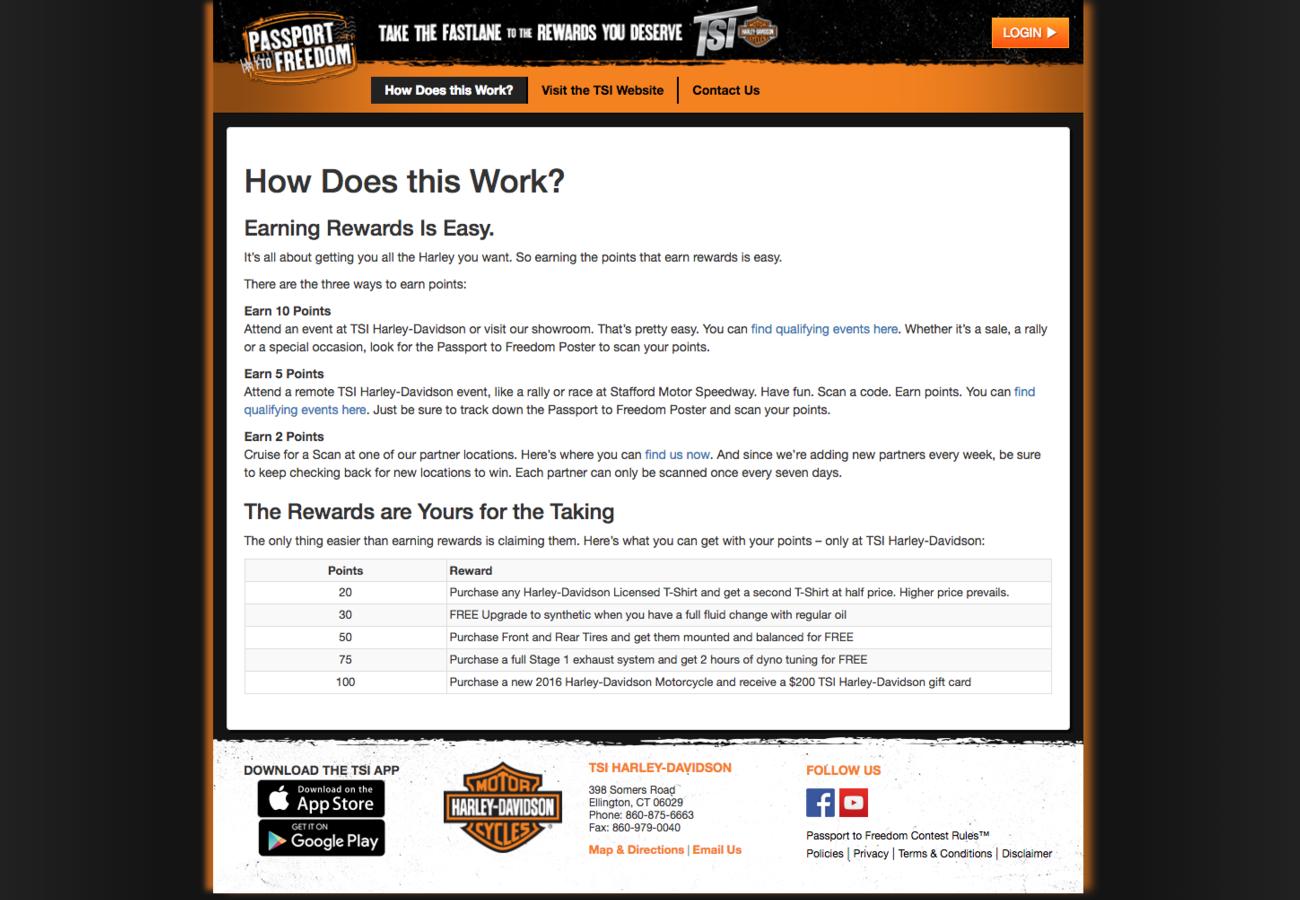 PASSPORT
TO FREEDOM
TAKE THE FASTLANE TO THE REWARDS YOU DESERVE
TSI
MOTOR
HARLEY-DAVIDSON
CYCLES
LOGIN
How Does this Work?
Visit the TSI Website
Contact Us
How Does this Work?
Earning Rewards Is Easy.
It's all about getting you all the Harley you want. So earning the points that earn rewards is easy.
There are the three ways to earn points:
Earn 10 Points
Attend an event at TSI Harley-Davidson or visit our showroom. That's pretty easy. You can find qualifying events here. Whether it's a sale, a rally
or a special occasion, look for the Passport to Freedom Poster to scan your points.
Earn 5 Points
Attend a remote TSI Harley-Davidson event, like a rally or race at Stafford Motor Speedway. Have fun. Scan a code. Earn points. You can find
qualifying events here. Just be sure to track down the Passport to Freedom Poster and scan your points.
Earn 2 Points
Cruise for a Scan at one of our partner locations. Here's where you can find us now. And since we're adding new partners every week, be sure
to keep checking back for new locations to win. Each partner can only be scanned once every seven days.
The Rewards are Yours for the Taking
The only thing easier than earning rewards is claiming them. Here's what you can get with your points – only at TSI Harley-Davidson:
Points Reward
20 Purchase any Harley-Davidson Licensed T-Shirt and get a second T-Shirt at half price. Higher price prevails.
30 FREE Upgrade to synthetic when you have a full fluid change with regular oil
50 Purchase Front and Rear Tires and get them mounted and balanced for FREE
75 Purchase a full Stage 1 exhaust system and get 2 hours of dyno tuning for FREE
100 Purchase a new 2016 Harley-Davidson Motorcycle and receive a $200 TSI Harley-Davidson gift card
DOWNLOAD THE TSI APP
Download on the
App Store
GET IT ON
Google Play
MOTOR
HARLEY-DAVIDSON
CYCLES
®
TSI HARLEY-DAVIDSON
398 Somers Road
Ellington, CT 06029
Phone: 860-875-6663
Fax: 860-979-0040
Map & Directions | Email Us
FOLLOW US
Passport to Freedom Contest Rules™
Policies | Privacy | Terms & Conditions | Disclaimer